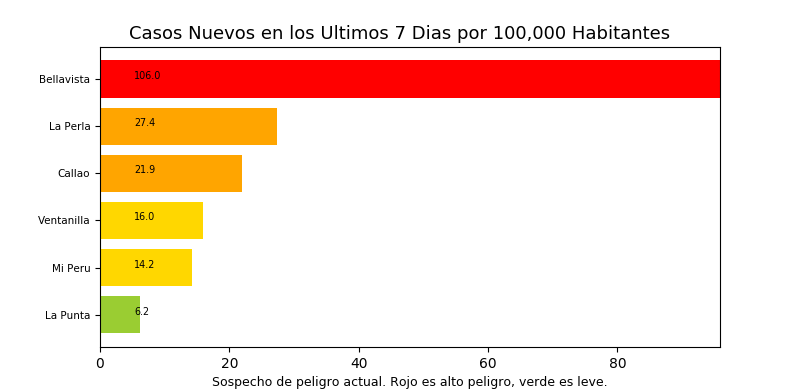 Casos Nuevos en los Ultimos 7 Dias por 100,000 Habitantes
Bellavista 106.0
La Perla 27.4
Callao 21.9
Ventanilla 16.0
Mi Peru 14.2
La Punta 6.2
0 20 40 60 80
Sospecho de peligro actual. Rojo es alto peligro, verde es leve.